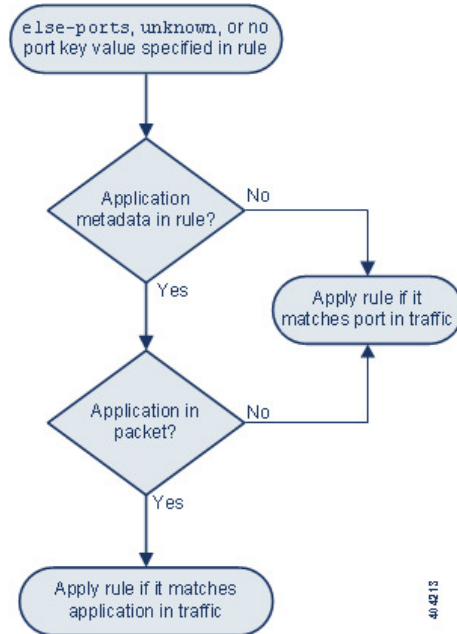 else-ports, unknown, or no
port key value specified in rule
Application
metadata in rule?
No
Yes
Apply rule if it
matches port in traffic
Application in
packet?
No
Yes
Apply rule if it matches
application in traffic
404213